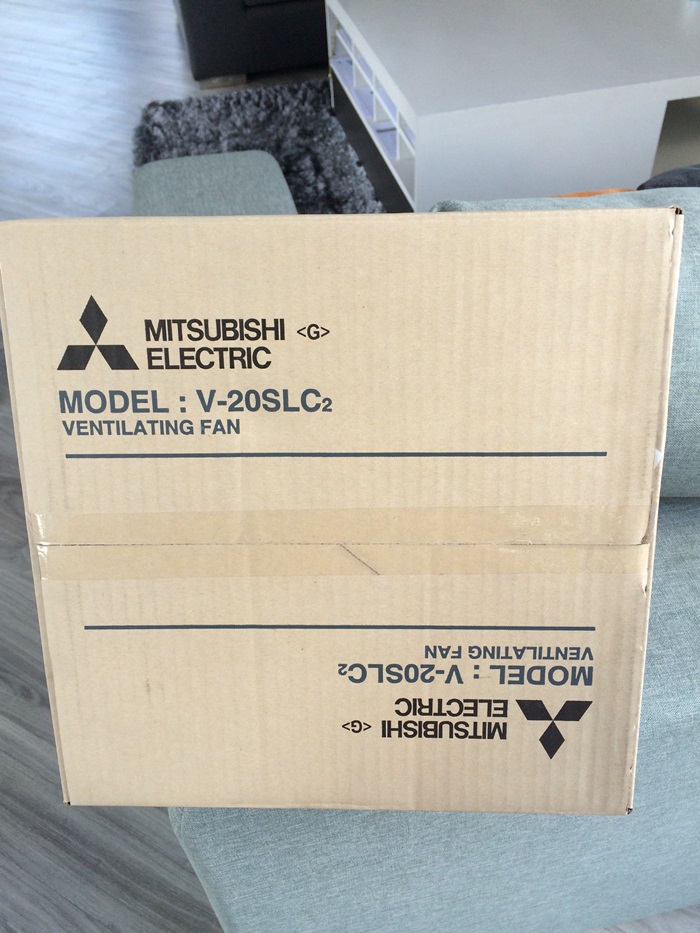 MITSUBISHI <G>
ELECTRIC
MODEL : V-20SLC₂
VENTILATING FAN
MITSUBISHI <G>
ELECTRIC
MODEL : V-20SLC₂
VENTILATING FAN